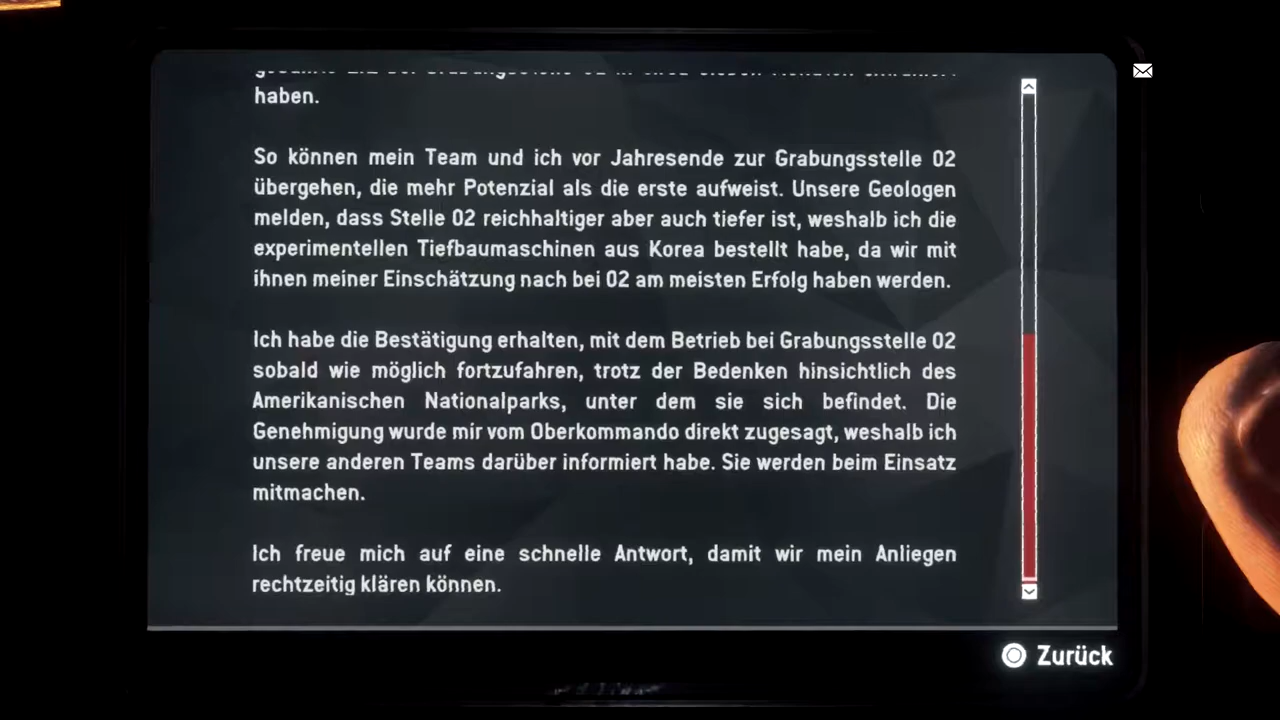 haben.
So können mein Team und ich vor Jahresende zur Grabungsstelle 02
übergehen, die mehr Potenzial als die erste aufweist. Unsere Geologen
melden, dass Stelle 02 reichhaltiger aber auch tiefer ist, weshalb ich die
experimentellen Tiefbaumaschinen aus Korea bestellt habe, da wir mit
ihnen meiner Einschätzung nach bei 02 am meisten Erfolg haben werden.
Ich habe die Bestätigung erhalten, mit dem Betrieb bei Grabungsstelle 02
sobald wie möglich fortzufahren, trotz der Bedenken hinsichtlich des
Amerikanischen Nationalparks, unter dem sie sich befindet. Die
Genehmigung wurde mir vom Oberkommando direkt zugesagt, weshalb ich
unsere anderen Teams darüber informiert habe. Sie werden beim Einsatz
mitmachen.
Ich freue mich auf eine schnelle Antwort, damit wir mein Anliegen
rechtzeitig klären können.
Zurück